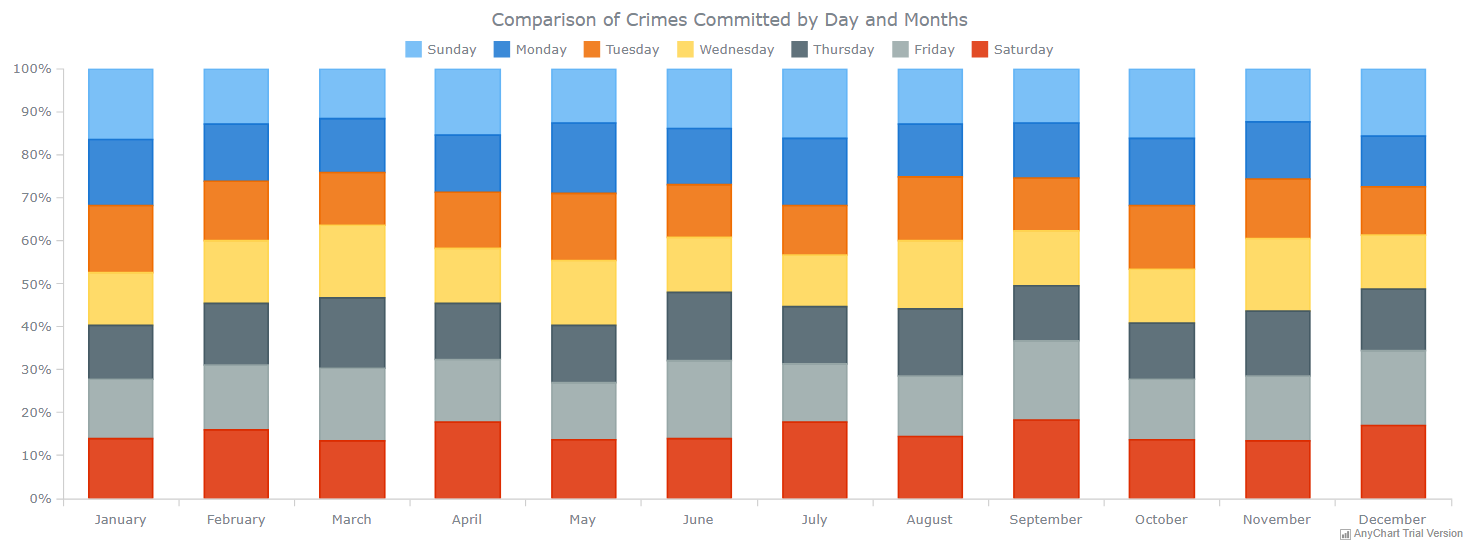 Comparison of Crimes Committed by Day and Months
Sunday Monday Tuesday Wednesday Thursday Friday Saturday
100%
90%
80%
70%
60%
50%
40%
30%
20%
10%
0%
January February March April May June July August September October November December
AnyChart Trial Version